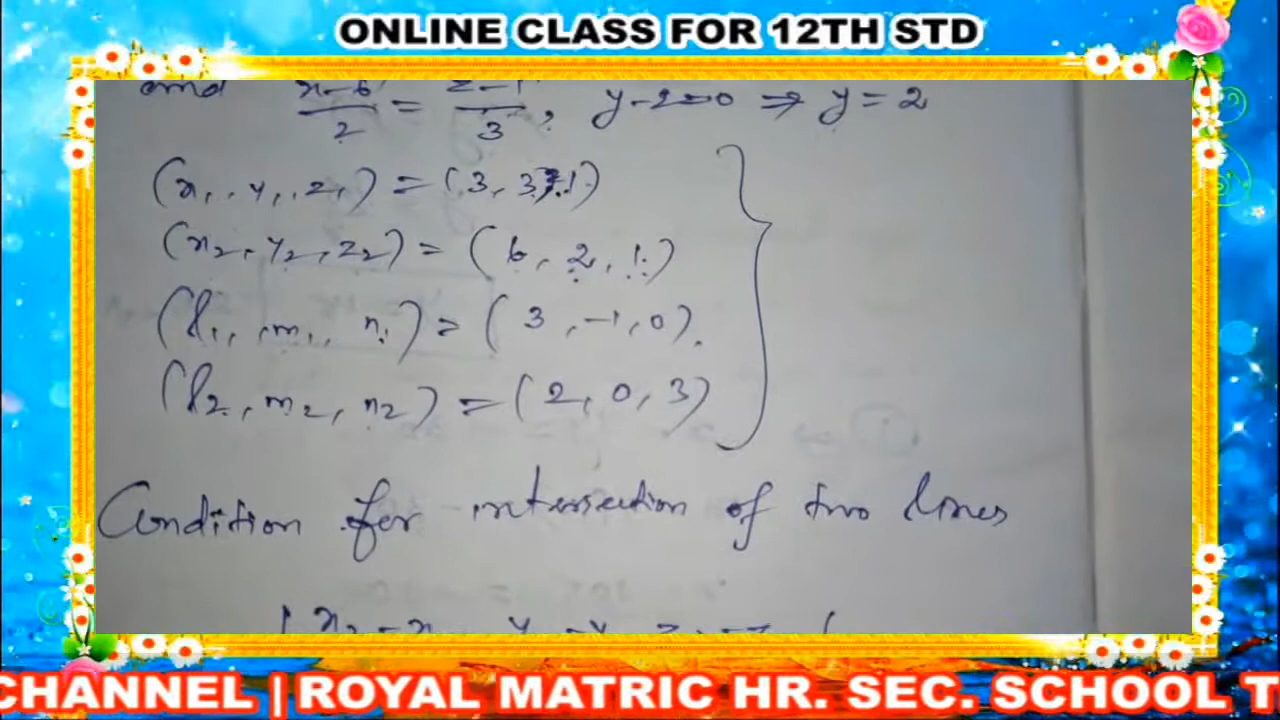 ONLINE CLASS FOR 12TH STD
and x-6/2 = z-1/3, y-2=0 ⇒ y=2
(x₁, y₁, z₁) = (3, 3, 1)
(x₂, y₂, z₂) = (6, 2, 1)
(l₁, m₁, n₁) = (3, -1, 0).
(l₂, m₂, n₂) = (2, 0, 3)
Condition for intersection of two lines
CHANNEL | ROYAL MATRIC HR. SEC. SCHOOL T